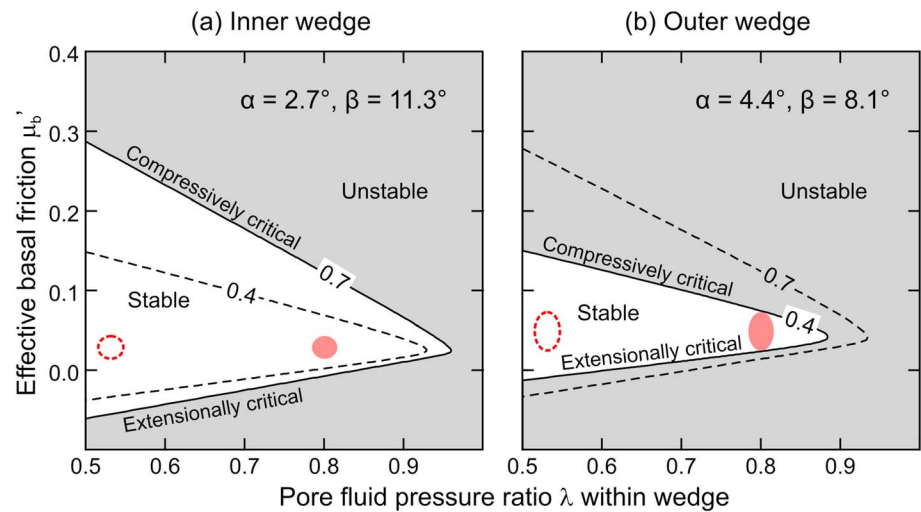 (a) Inner wedge
(b) Outer wedge
Effective basal friction μb'
0.4
0.3
0.2
0.1
0.0
α = 2.7°, β = 11.3°
Compressively critical
Unstable
0.7
0.4
Stable
Extensionally critical
0.5
0.6
0.7
0.8
0.9
α = 4.4°, β = 8.1°
Unstable
0.7
Compressively critical
Stable
0.4
Extensionally critical
0.5
0.6
0.7
0.8
0.9
Pore fluid pressure ratio λ within wedge